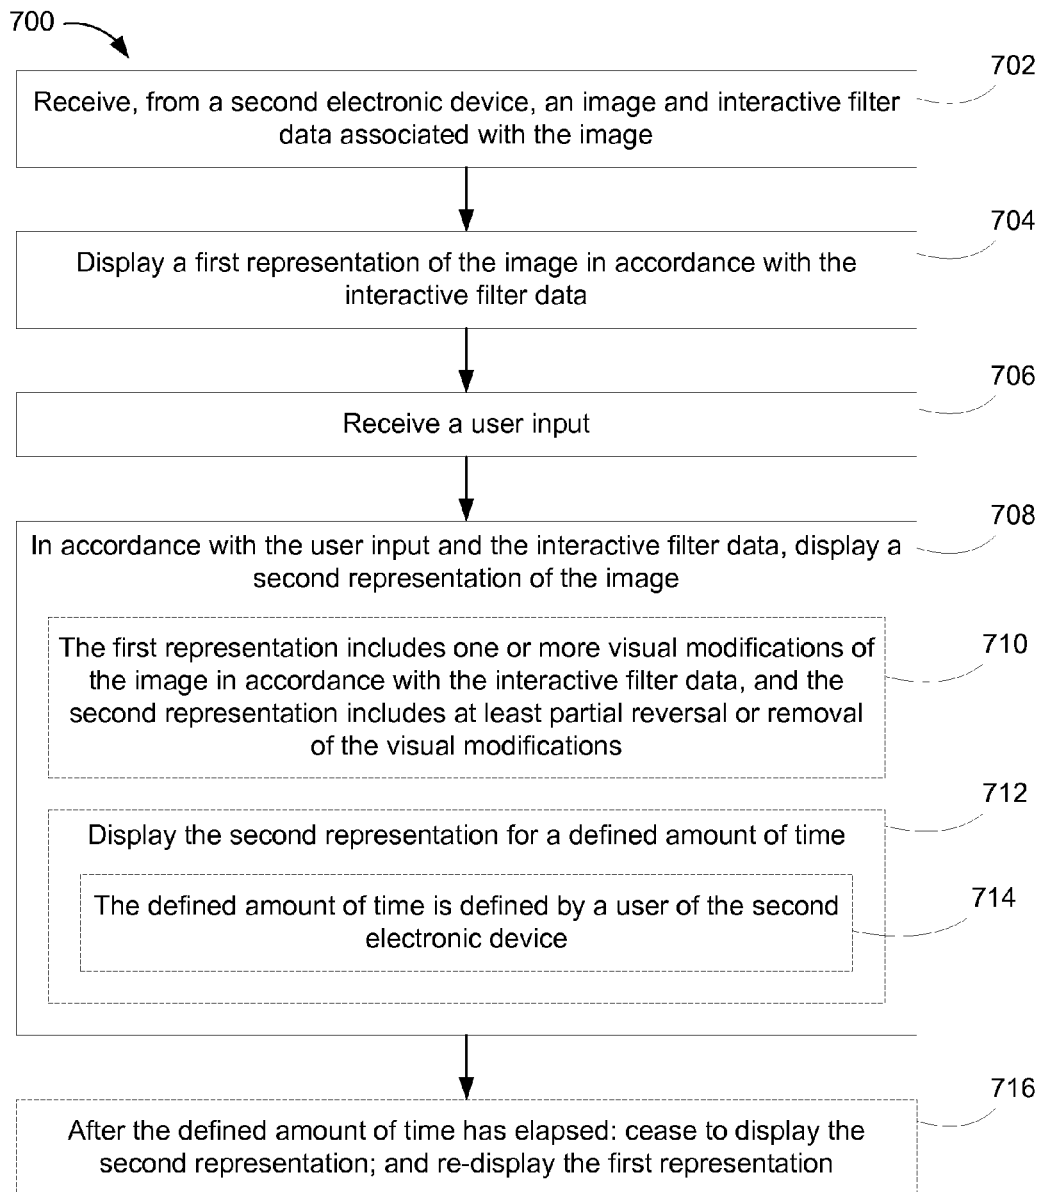 700
702
Receive, from a second electronic device, an image and interactive filter
data associated with the image
704
Display a first representation of the image in accordance with the
interactive filter data
706
Receive a user input
708
In accordance with the user input and the interactive filter data, display a
second representation of the image
710
The first representation includes one or more visual modifications of
the image in accordance with the interactive filter data, and the
second representation includes at least partial reversal or removal
of the visual modifications
712
Display the second representation for a defined amount of time
714
The defined amount of time is defined by a user of the second
electronic device
716
After the defined amount of time has elapsed: cease to display the
second representation; and re-display the first representation